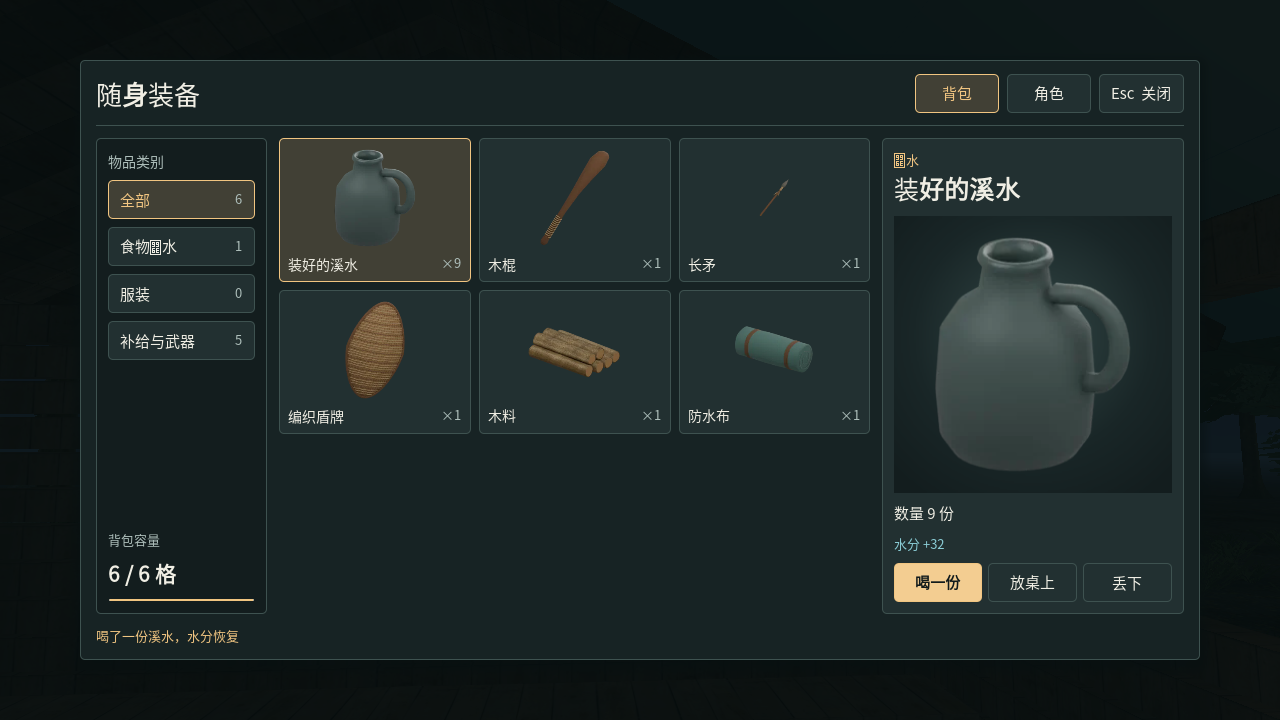 随身装备
背包
角色
Esc 关闭
物品类别
全部 6
食物水 1
服装 0
补给与武器 5
背包容量
6 / 6 格
装好的溪水 ×9
木棍 ×1
长矛 ×1
编织盾牌 ×1
木料 ×1
防水布 ×1
水
装好的溪水
数量 9 份
水分 +32
喝一份
放桌上
丢下
喝了一份溪水，水分恢复